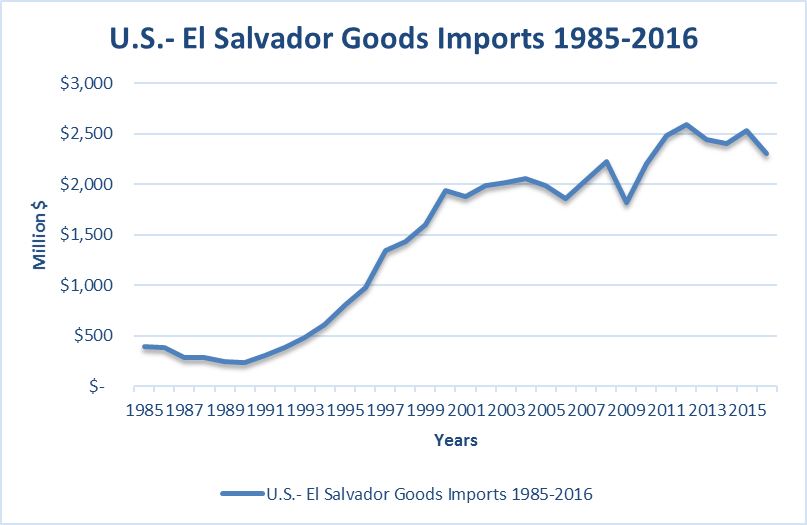 U.S.- El Salvador Goods Imports 1985-2016
$3,000
$2,500
$2,000
$1,500
$1,000
$500
$-
Million $
1985 1987 1989 1991 1993 1995 1997 1999 2001 2003 2005 2007 2009 2011 2013 2015
Years
U.S.- El Salvador Goods Imports 1985-2016